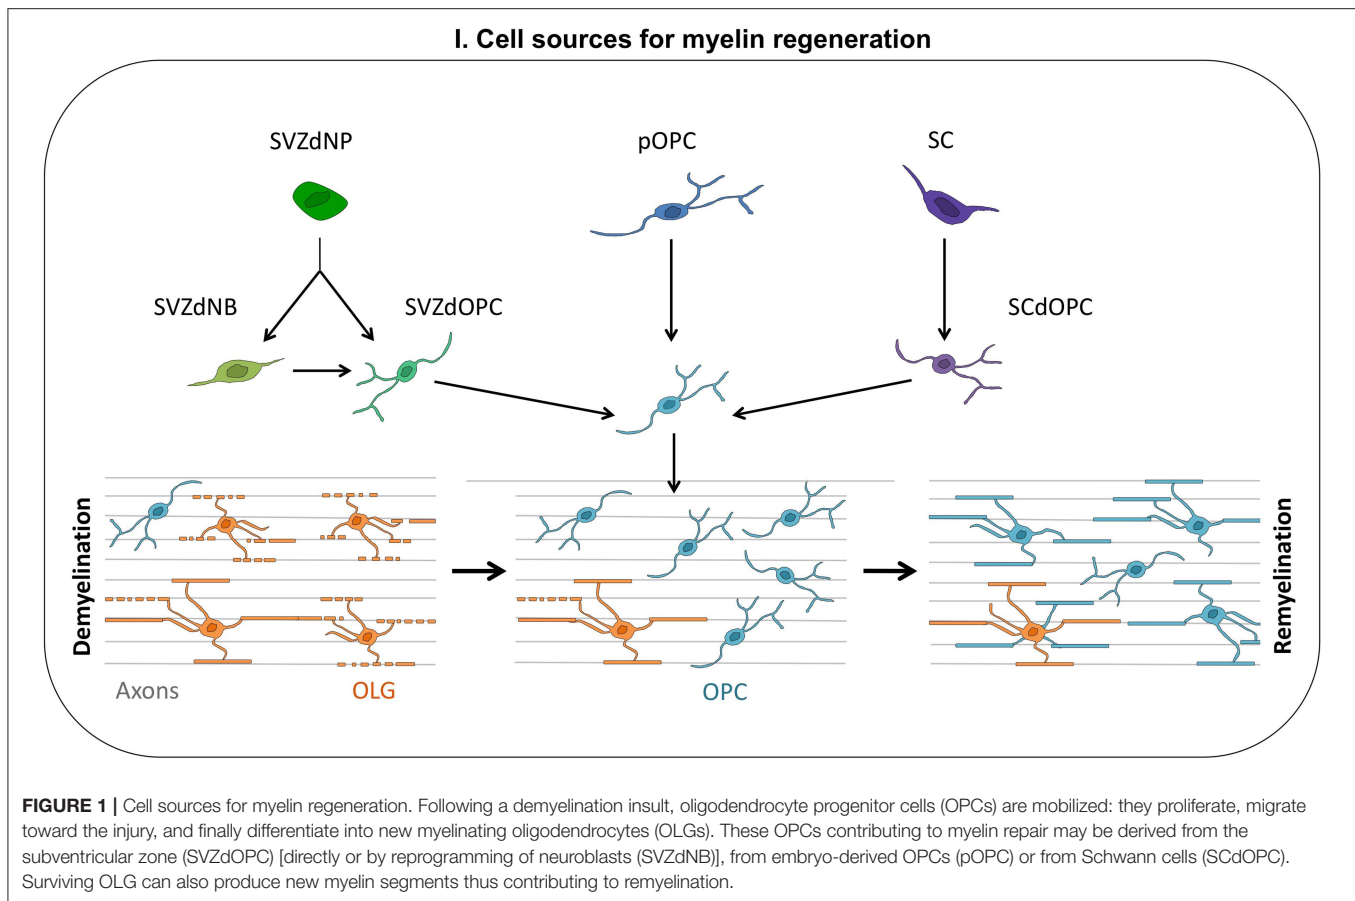 I. Cell sources for myelin regeneration
SVZdNP
pOPC
SC
SVZdNB
SVZdOPC
SCdOPC
Demyelination
Remyelination
Axons
OLG
OPC
FIGURE 1 | Cell sources for myelin regeneration. Following a demyelination insult, oligodendrocyte progenitor cells (OPCs) are mobilized: they proliferate, migrate
toward the injury, and finally differentiate into new myelinating oligodendrocytes (OLGs). These OPCs contributing to myelin repair may be derived from the
subventricular zone (SVZdOPC) [directly or by reprogramming of neuroblasts (SVZdNB)], from embryo-derived OPCs (pOPC) or from Schwann cells (SCdOPC).
Surviving OLG can also produce new myelin segments thus contributing to remyelination.